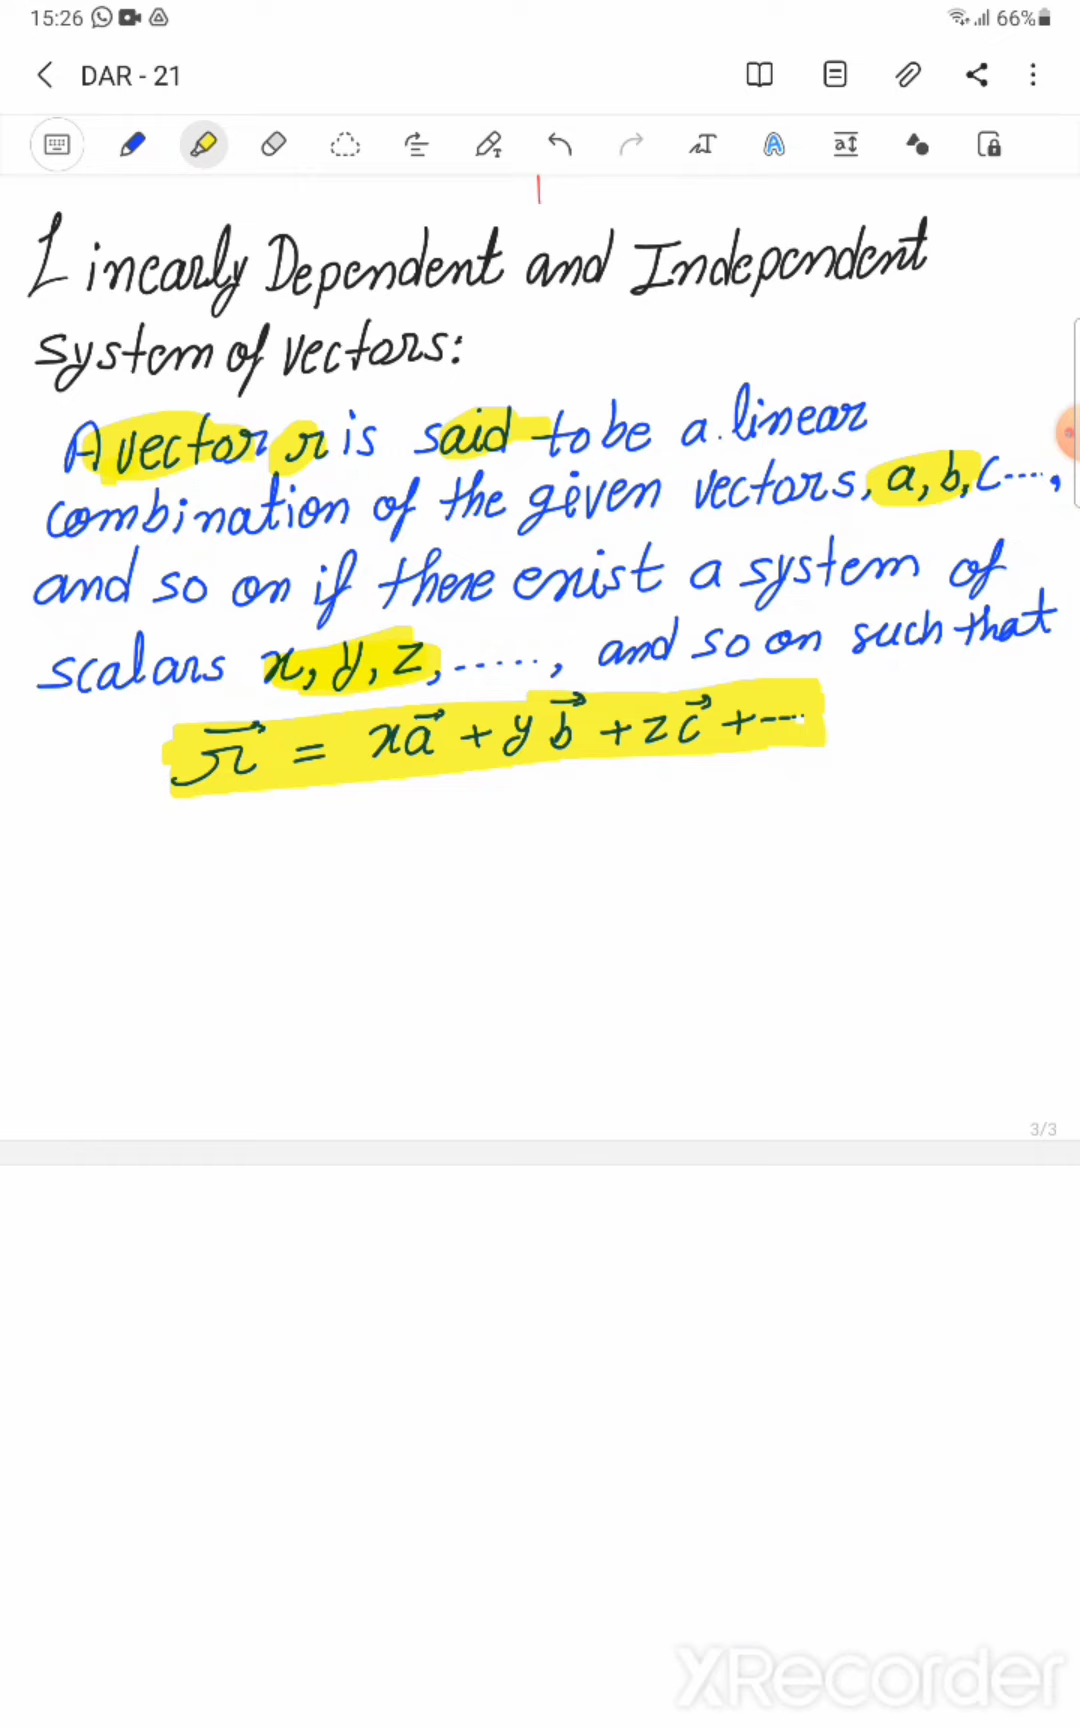 15:26 66%
DAR - 21
Linearly Dependent and Independent
system of vectors:
A vector r is said to be a linear
combination of the given vectors, a, b, c....,
and so on if there exist a system of
scalars x, y, z, ......, and so on such that
r⃗ = xa⃗ + yb⃗ + zc⃗ + ....
3/3
XRecorder